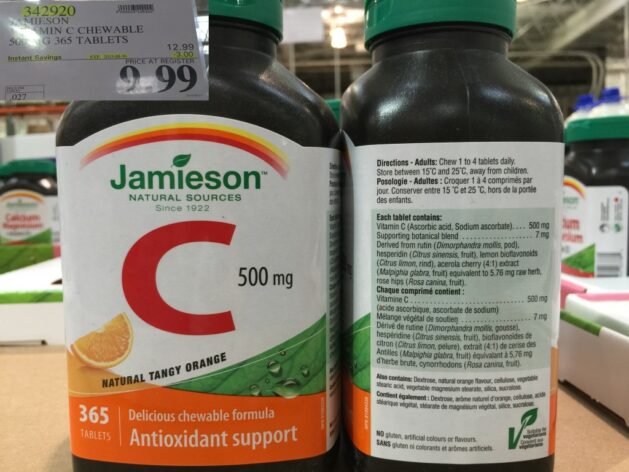 342920
JAMIESON
VITAMIN C CHEWABLE
500MG 365 TABLETS
12.99
Instant Savings
-3.00
PRICE AT REGISTER
9.99
.027
Jamieson™
NATURAL SOURCES
Since 1922
C
500 mg
NATURAL TANGY ORANGE
365
TABLETS
Delicious chewable formula
Antioxidant support
Directions - Adults: Chew 1 to 4 tablets daily.
Store between 15˚C and 25˚C, away from children.
Posologie - Adultes : Croquer 1 à 4 comprimés par
jour. Conserver entre 15 ˚C et 25 ˚C, hors de la portée
des enfants.
Each tablet contains:
Vitamin C (Ascorbic acid, Sodium ascorbate).... 500 mg
Supporting botanical blend ................ 7 mg
Derived from rutin (Dimorphandra mollis, pod),
hesperidin (Citrus sinensis, fruit), lemon bioflavonoids
(Citrus limon, rind), acerola cherry (4:1) extract
(Malpighia glabra, fruit) equivalent to 5.76 mg raw herb,
rose hips (Rosa canina, fruit).
Chaque comprimé contient :
Vitamine C ................ 500 mg
(acide ascorbique, ascorbate de sodium)
Mélange végétal de soutien ................ 7 mg
Dérivé de rutine (Dimorphandra mollis, gousse),
hespéridine (Citrus sinensis, fruit), bioflavonoïdes de
citron (Citrus limon, pelure), extrait (4:1) de cerise des
Antilles (Malpighia glabra, fruit) équivalant à 5,76 mg
d'herbe brute, cynorrhodons (Rosa canina, fruit).
Also contains: Dextrose, natural orange flavour, cellulose, vegetable
stearic acid, vegetable magnesium stearate, silica, sucralose.
Contient également : Dextrose, arôme naturel d'orange, cellulose, acide
stéarique végétal, stéarate de magnésium végétal, silice, sucralose.
NO gluten, artificial colours or flavours.
SANS gluten ni colorants et arômes artificiels.
Suitable for
vegetarians
Convient aux
végétariens
Calcium
Magnesium